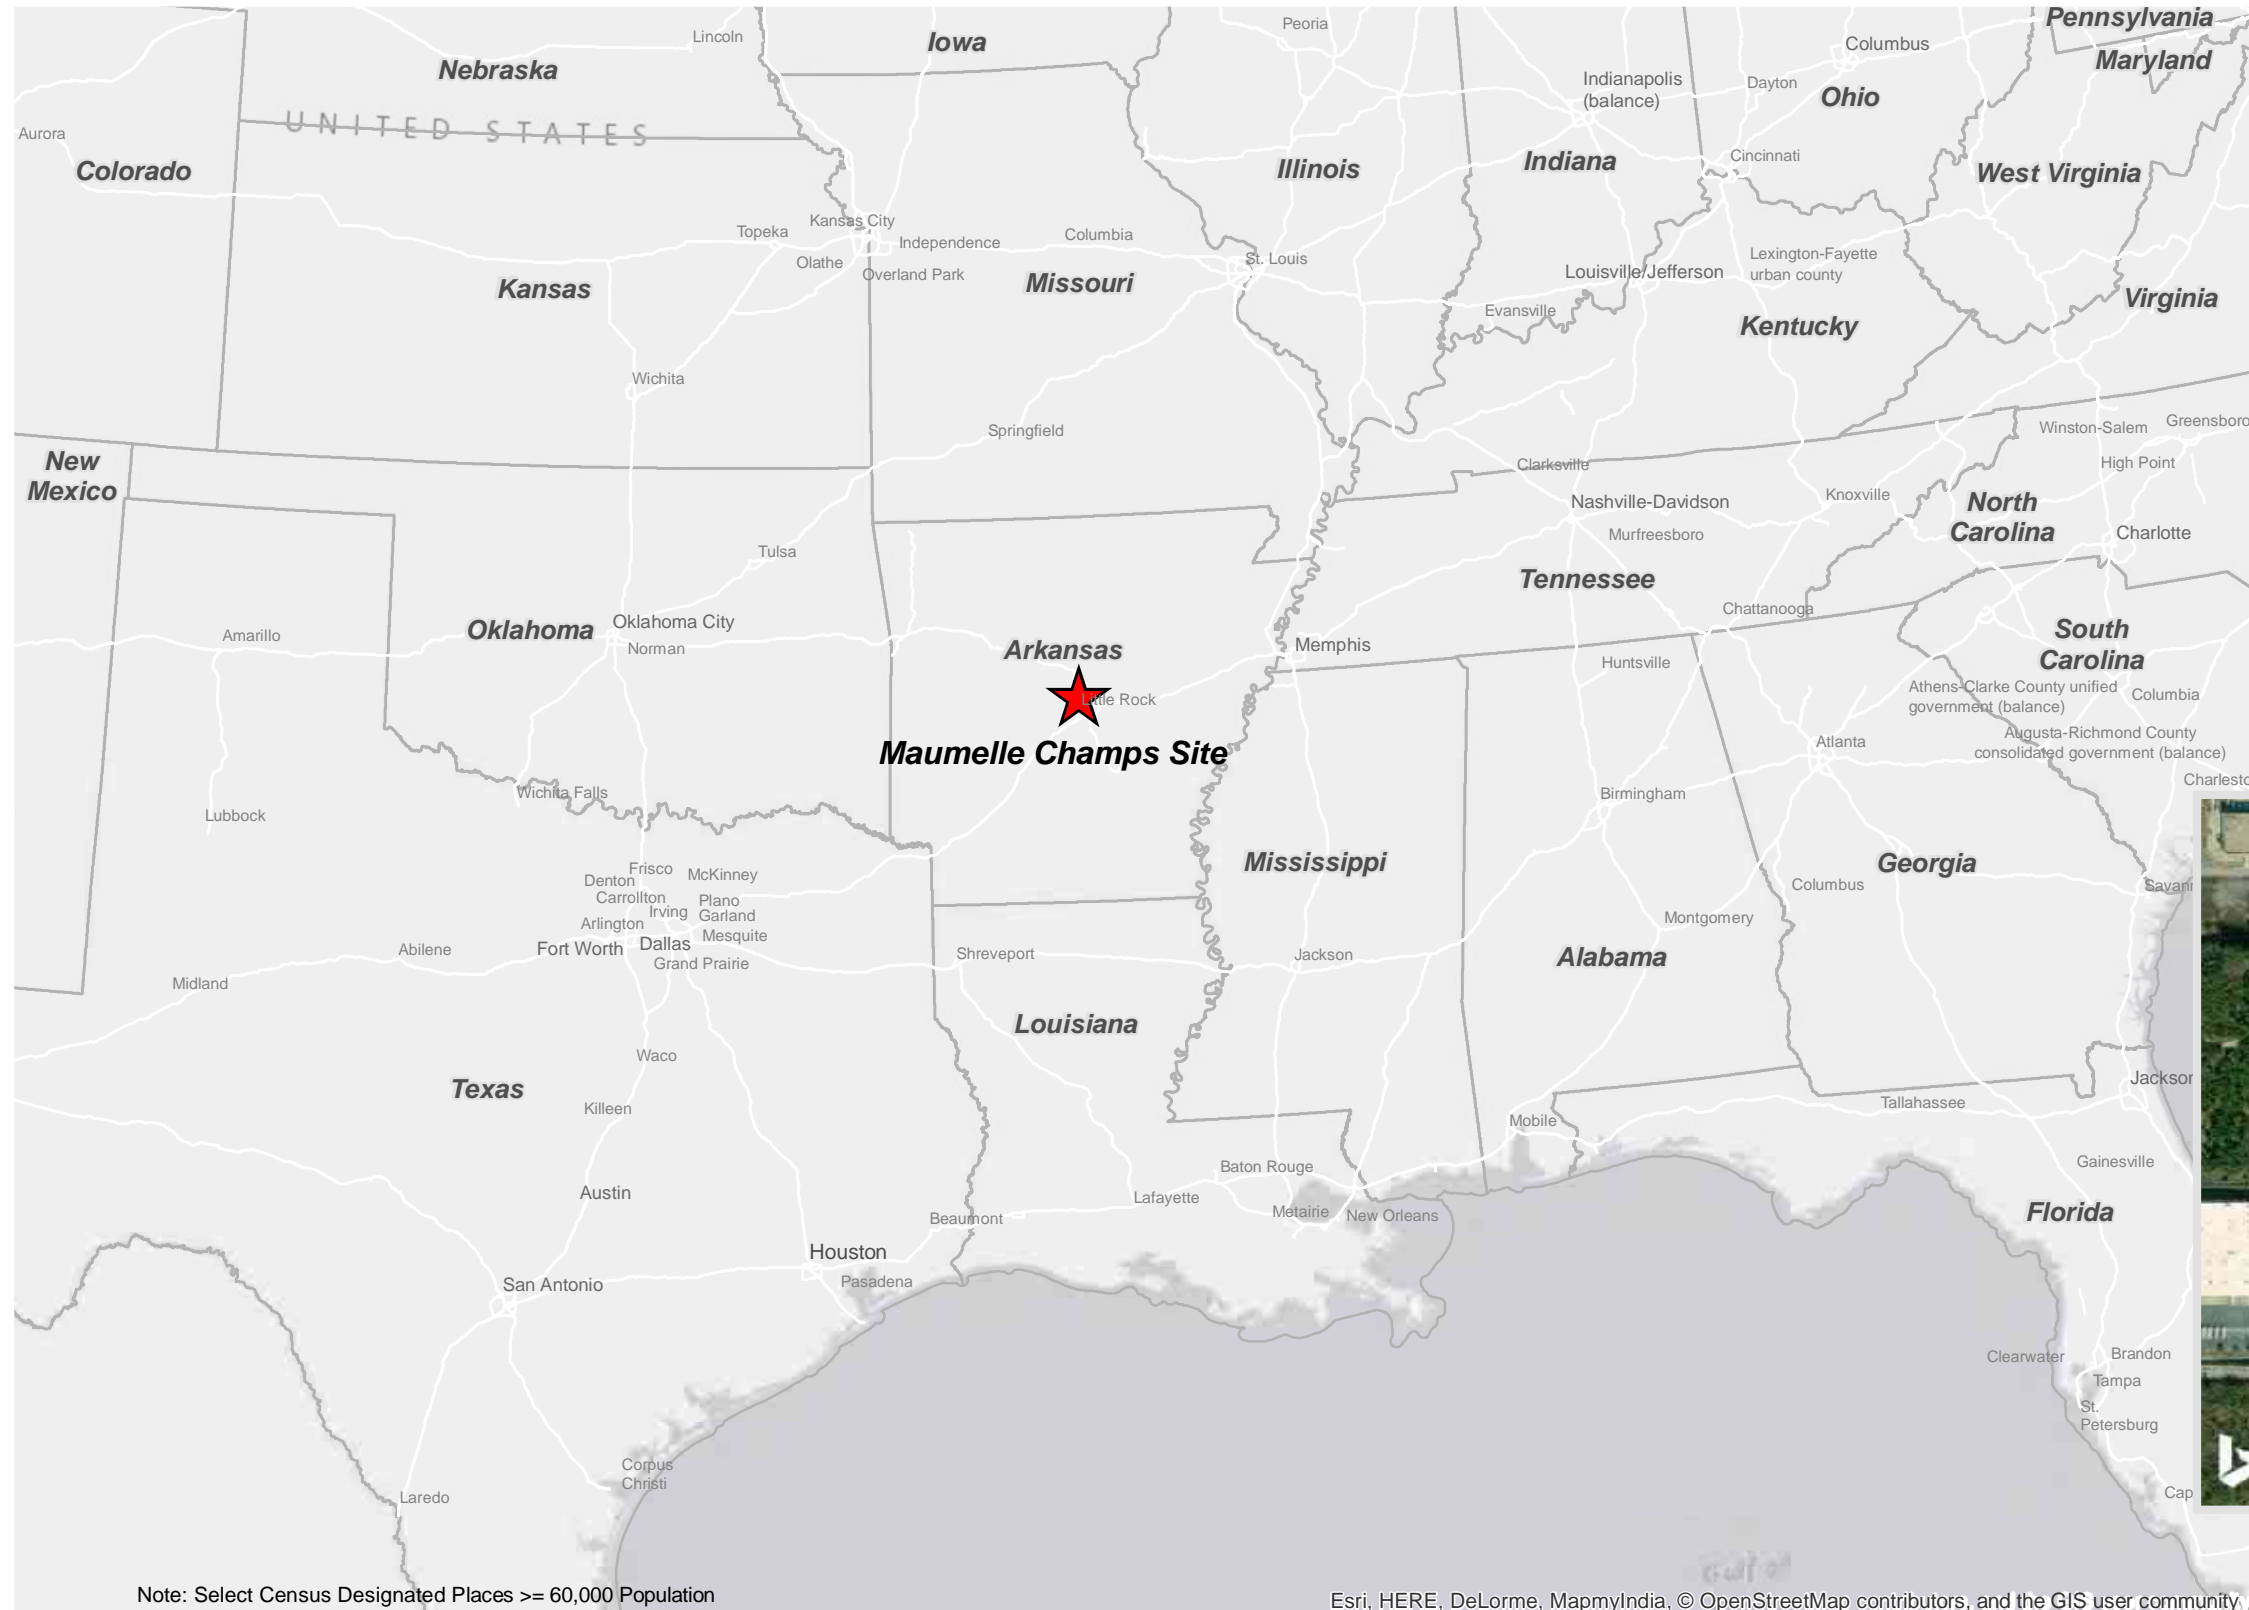 Pennsylvania
Peoria
Lincoln
Iowa
Columbus
Maryland
Nebraska
Indianapolis
(balance)
Dayton
Ohio
UNITED STATES
Aurora
Colorado
Illinois
Indiana
Cincinnati
West Virginia
Kansas City
Topeka
Independence
Columbia
Olathe
Overland Park
St. Louis
Louisville/Jefferson
Lexington-Fayette
urban county
Kansas
Missouri
Virginia
Evansville
Kentucky
Wichita
Springfield
Winston-Salem
Greensboro
New
Mexico
Clarksville
High Point
Nashville-Davidson
Knoxville
North
Carolina
Murfreesboro
Charlotte
Tulsa
Tennessee
Chattanooga
Oklahoma
Oklahoma City
Amarillo
Norman
Arkansas
Memphis
South
Carolina
Huntsville
Little Rock
Athens-Clarke County unified
government (balance)
Columbia
Maumelle Champs Site
Augusta-Richmond County
consolidated government (balance)
Atlanta
Charlesto
Wichita Falls
Lubbock
Birmingham
Frisco
McKinney
Denton
Carrollton
Plano
Irving
Garland
Arlington
Mesquite
Fort Worth
Dallas
Grand Prairie
Mississippi
Georgia
Columbus
Savann
Montgomery
Abilene
Shreveport
Jackson
Alabama
Midland
Louisiana
Waco
Texas
Jackson
Killeen
Tallahassee
Mobile
Baton Rouge
Gainesville
Austin
Lafayette
Beaumont
Metairie
New Orleans
Florida
Houston
Pasadena
San Antonio
Clearwater
Brandon
Tampa
St.
Petersburg
Corpus
Christi
Laredo
Cap
Note: Select Census Designated Places >= 60,000 Population
Esri, HERE, DeLorme, MapmyIndia, © OpenStreetMap contributors, and the GIS user community